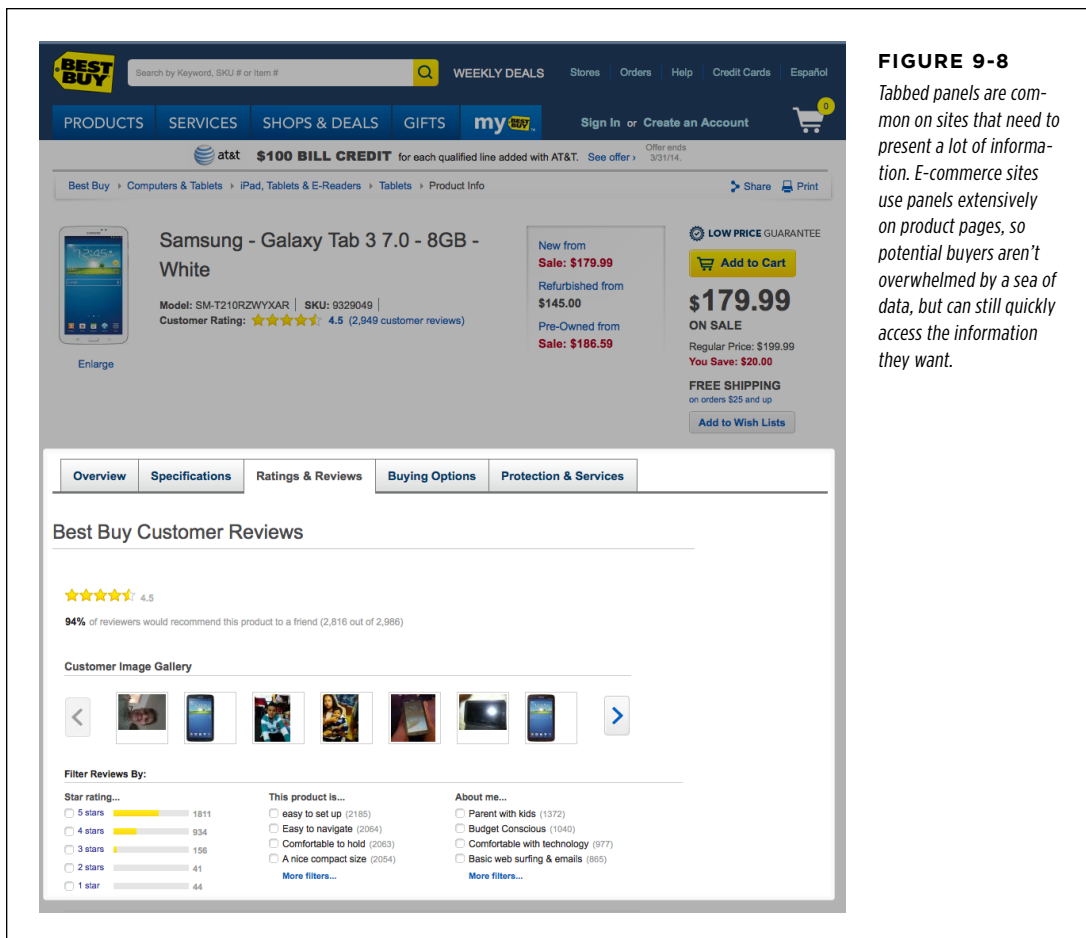 BEST BUY
Search by Keyword, SKU # or Item #
WEEKLY DEALS
Stores Orders Help Credit Cards Español
PRODUCTS SERVICES SHOPS & DEALS GIFTS my BEST BUY
Sign In or Create an Account
0
at&t $100 BILL CREDIT for each qualified line added with AT&T. See offer › Offer ends
3/31/14.
Best Buy Computers & Tablets iPad, Tablets & E-Readers Tablets Product Info
Share Print
Enlarge
Samsung - Galaxy Tab 3 7.0 - 8GB -
White
Model: SM-T210RZWYXAR | SKU: 9329049 |
Customer Rating: 4.5 (2,949 customer reviews)
New from
Sale: $179.99
Refurbished from
$145.00
Pre-Owned from
Sale: $186.59
LOW PRICE GUARANTEE
Add to Cart
$179.99
ON SALE
Regular Price: $199.99
You Save: $20.00
FREE SHIPPING
on orders $25 and up
Add to Wish Lists
Overview Specifications Ratings & Reviews Buying Options Protection & Services
Best Buy Customer Reviews
4.5
94% of reviewers would recommend this product to a friend (2,816 out of 2,986)
Customer Image Gallery
Filter Reviews By:
Star rating...
5 stars 1811
4 stars 934
3 stars 156
2 stars 41
1 star 44
This product is...
easy to set up (2185)
Easy to navigate (2064)
Comfortable to hold (2063)
A nice compact size (2054)
More filters...
About me...
Parent with kids (1372)
Budget Conscious (1040)
Comfortable with technology (977)
Basic web surfing & emails (865)
More filters...
FIGURE 9-8
Tabbed panels are com-
mon on sites that need to
present a lot of informa-
tion. E-commerce sites
use panels extensively
on product pages, so
potential buyers aren't
overwhelmed by a sea of
data, but can still quickly
access the information
they want.